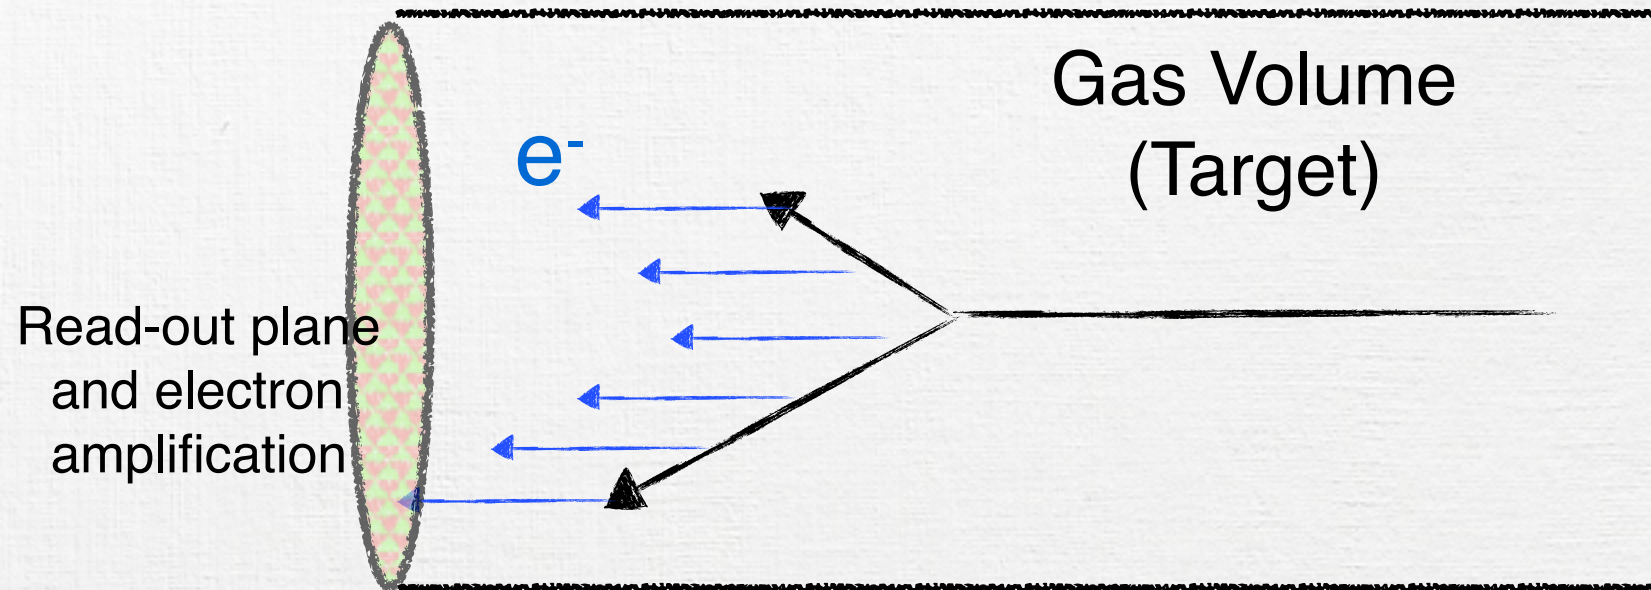 Gas Volume
(Target)
e-
Read-out plane
and electron
amplification